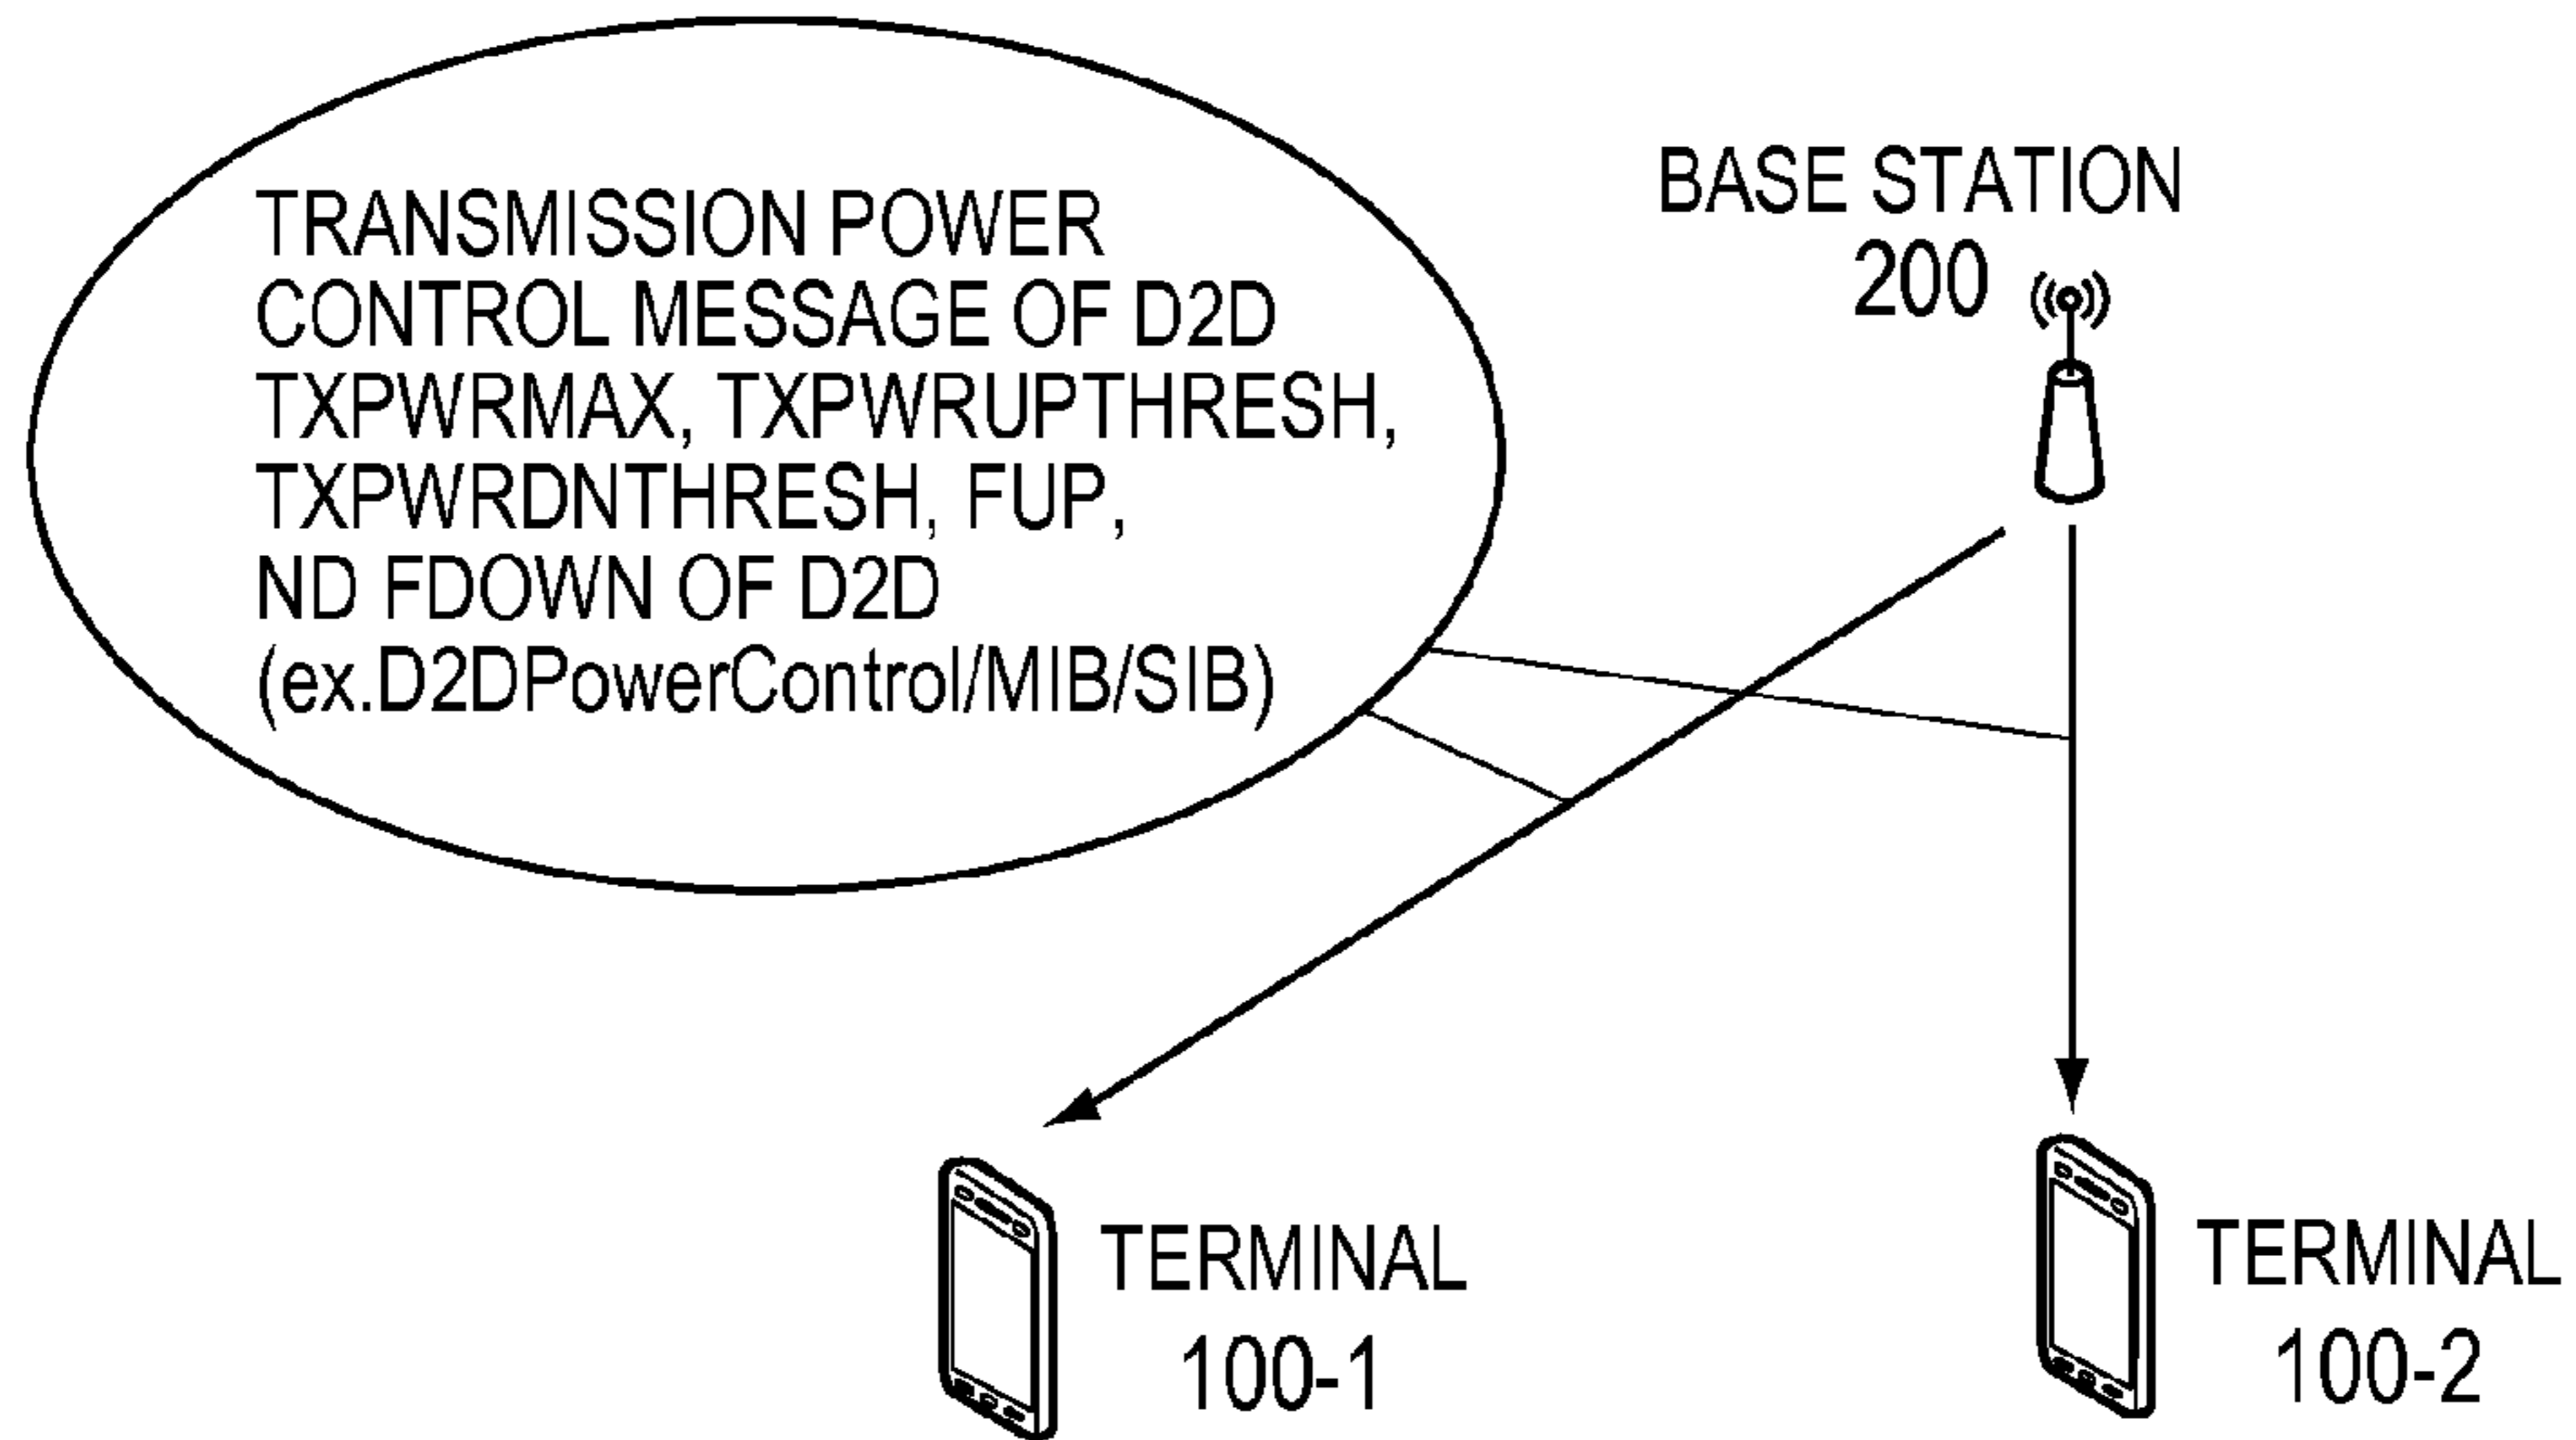 TRANSMISSION POWER
CONTROL MESSAGE OF D2D
TXPWRMAX, TXPWRUPTHRESH,
TXPWRDNTHRESH, FUP,
ND FDOWN OF D2D
(ex.D2DPowerControl/MIB/SIB)
BASE STATION
200
TERMINAL
100-1
TERMINAL
100-2